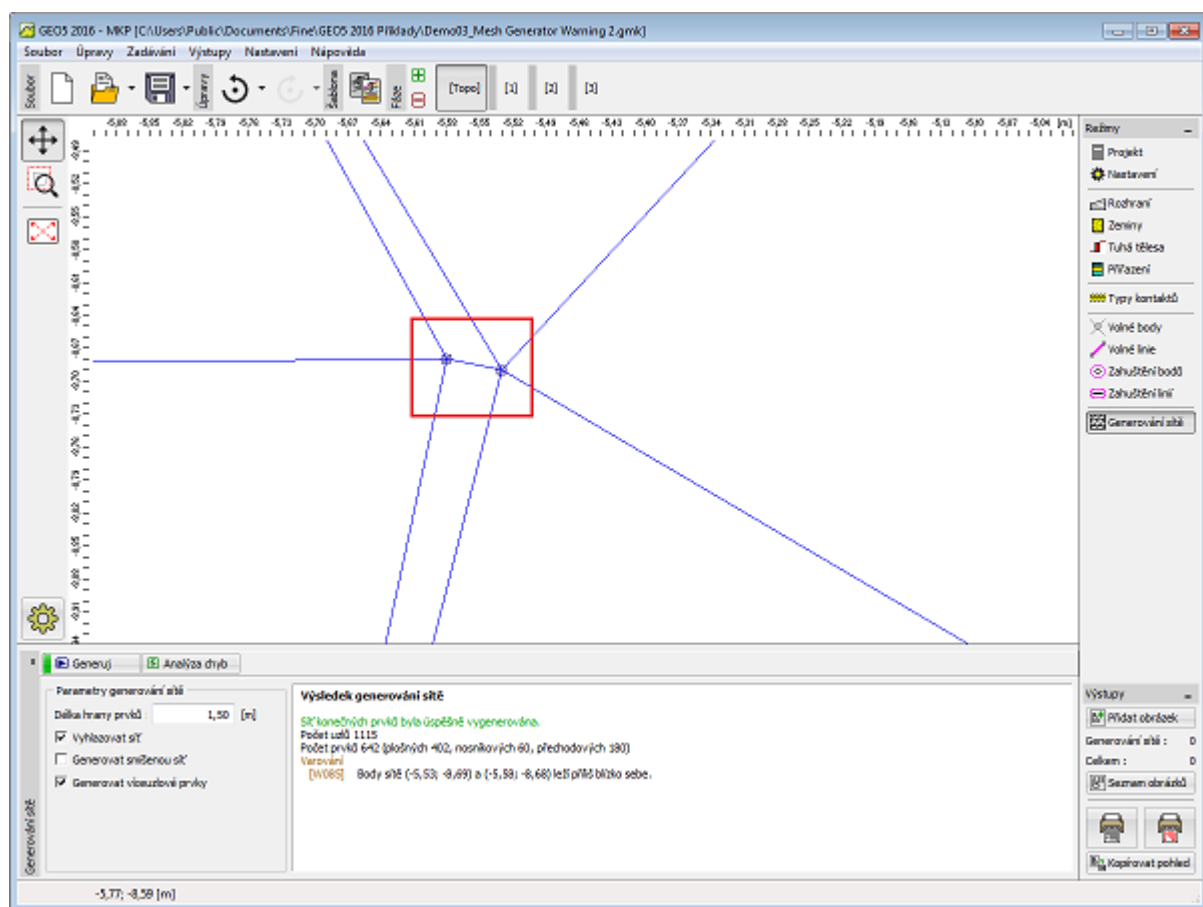 GEO5 2016 - MKP [C:\Users\Public\Documents\Fine\GEO5 2016 Příklady\Demo03_Mesh Generator Warning 2.gmk]
Soubor Úpravy Zadávání Výstupy Nastavení Nápověda
Soubor
Úpravy
Šablona
Fáze
[Topo] [1] [2] [3]
[m]
Režimy
Projekt
Nastavení
Rozhraní
Zeminy
Tuhá tělesa
Přiřazení
Typy kontaktů
Volné body
Volné linie
Zahuštění bodů
Zahuštění linií
Generování sítě
Generuj Analýza chyb
Generování sítě
Parametry generování sítě
Délka hrany prvků : 1,50 [m]
Vyhlazovat síť
Generovat smíšenou síť
Generovat víceuzlové prvky
Výsledek generování sítě
Síť konečných prvků byla úspěšně vygenerována.
Počet uzlů 1115
Počet prvků 642 (plošných 402, nosníkových 60, přechodových 180)
Varování
[W085] Body sítě (-5,53; -8,69) a (-5,58; -8,68) leží příliš blízko sebe.
Výstupy
Přidat obrázek
Generování sítě : 0
Celkem : 0
Seznam obrázků
Kopírovat pohled
-5,77; -8,59 [m]